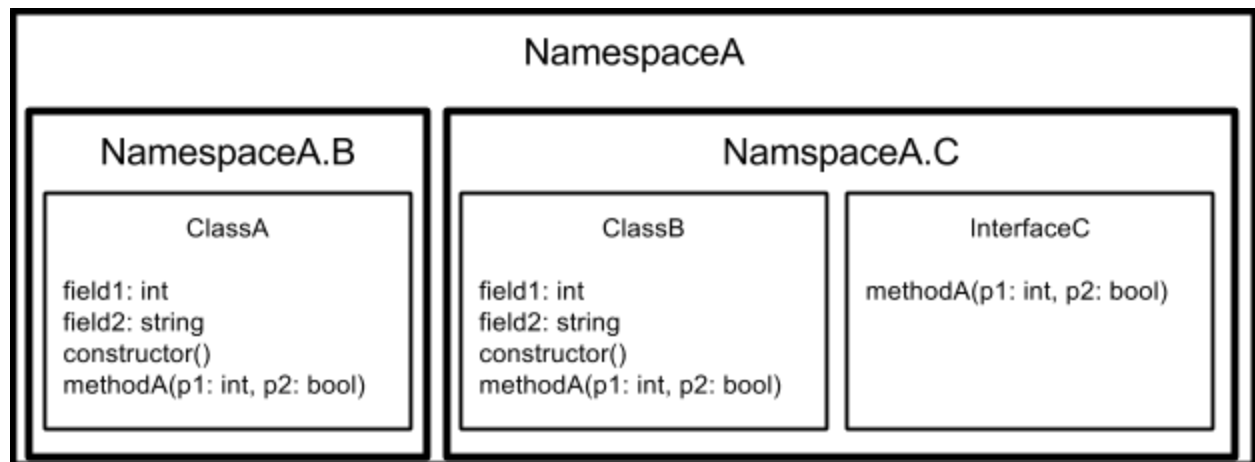 NamespaceA
NamespaceA.B
ClassA
field1: int
field2: string
constructor()
methodA(p1: int, p2: bool)
NamspaceA.C
ClassB
field1: int
field2: string
constructor()
methodA(p1: int, p2: bool)
InterfaceC
methodA(p1: int, p2: bool)